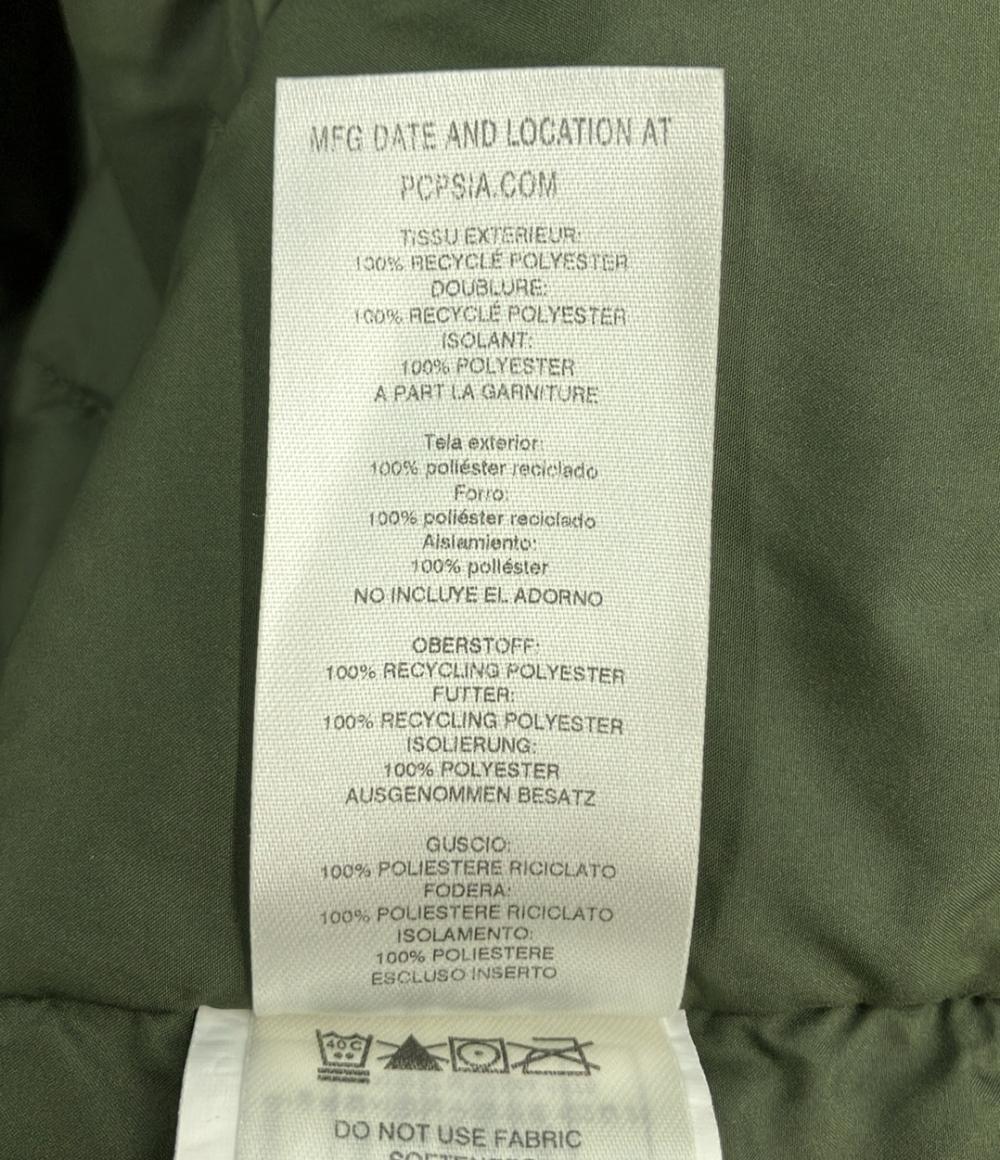 MFG DATE AND LOCATION AT
PCPSIA.COM
TISSU EXTERIEUR:
100% RECYCLÉ POLYESTER
DOUBLURE:
100% RECYCLÉ POLYESTER
ISOLANT:
100% POLYESTER
A PART LA GARNITURE
Tela exterior:
100% poliéster reciclado
Forro:
100% poliéster reciclado
Aislamiento:
100% poliéster
NO INCLUYE EL ADORNO
OBERSTOFF:
100% RECYCLING POLYESTER
FUTTER:
100% RECYCLING POLYESTER
ISOLIERUNG:
100% POLYESTER
AUSGENOMMEN BESATZ
GUSCIO:
100% POLIESTERE RICICLATO
FODERA:
100% POLIESTERE RICICLATO
ISOLAMENTO:
100% POLIESTERE
ESCLUSO INSERTO
40 C
DO NOT USE FABRIC